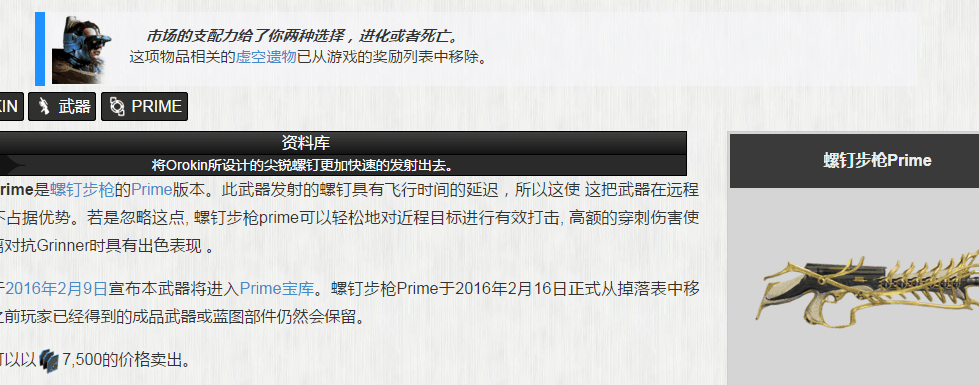 市场的支配力给了你两种选择，进化或者死亡。
这项物品相关的虚空遗物已从游戏的奖励列表中移除。
KIN 武器 PRIME
资料库
将Orokin所设计的尖锐螺钉更加快速的发射出去。
螺钉步枪Prime
rime是螺钉步枪的Prime版本。此武器发射的螺钉具有飞行时间的延迟，所以这使 这把武器在远程
下占据优势。若是忽略这点, 螺钉步枪prime可以轻松地对近程目标进行有效打击, 高额的穿刺伤害使
对抗Grinner时具有出色表现 。
于2016年2月9日宣布本武器将进入Prime宝库。螺钉步枪Prime于2016年2月16日正式从掉落表中移
之前玩家已经得到的成品武器或蓝图部件仍然会保留。
可以以 7,500的价格卖出。